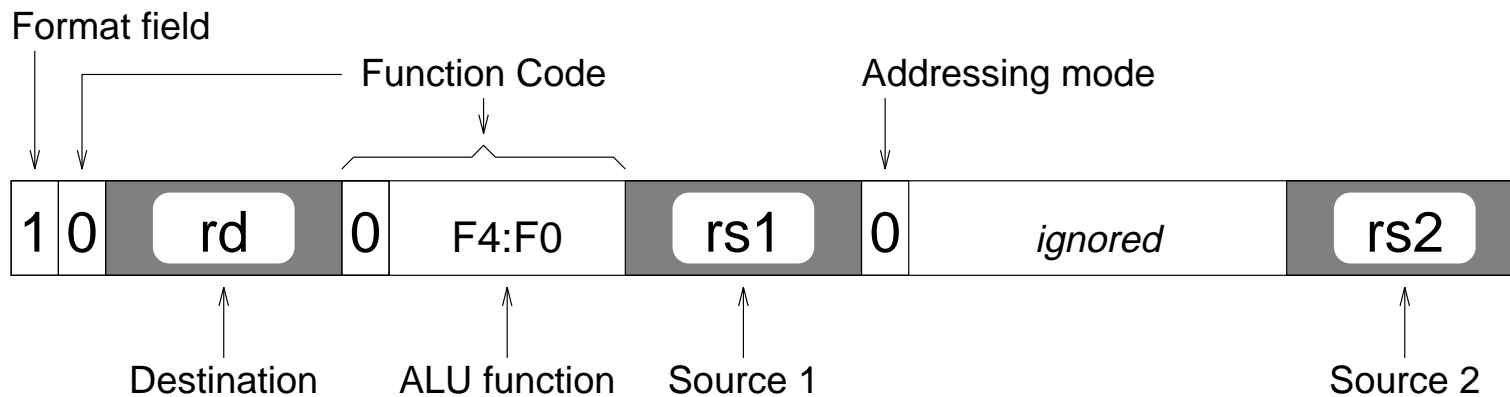 Format field
Function Code Addressing mode
1 0 rd 0 F4:F0 rs1 0 ignored rs2
Destination ALU function Source 1 Source 2